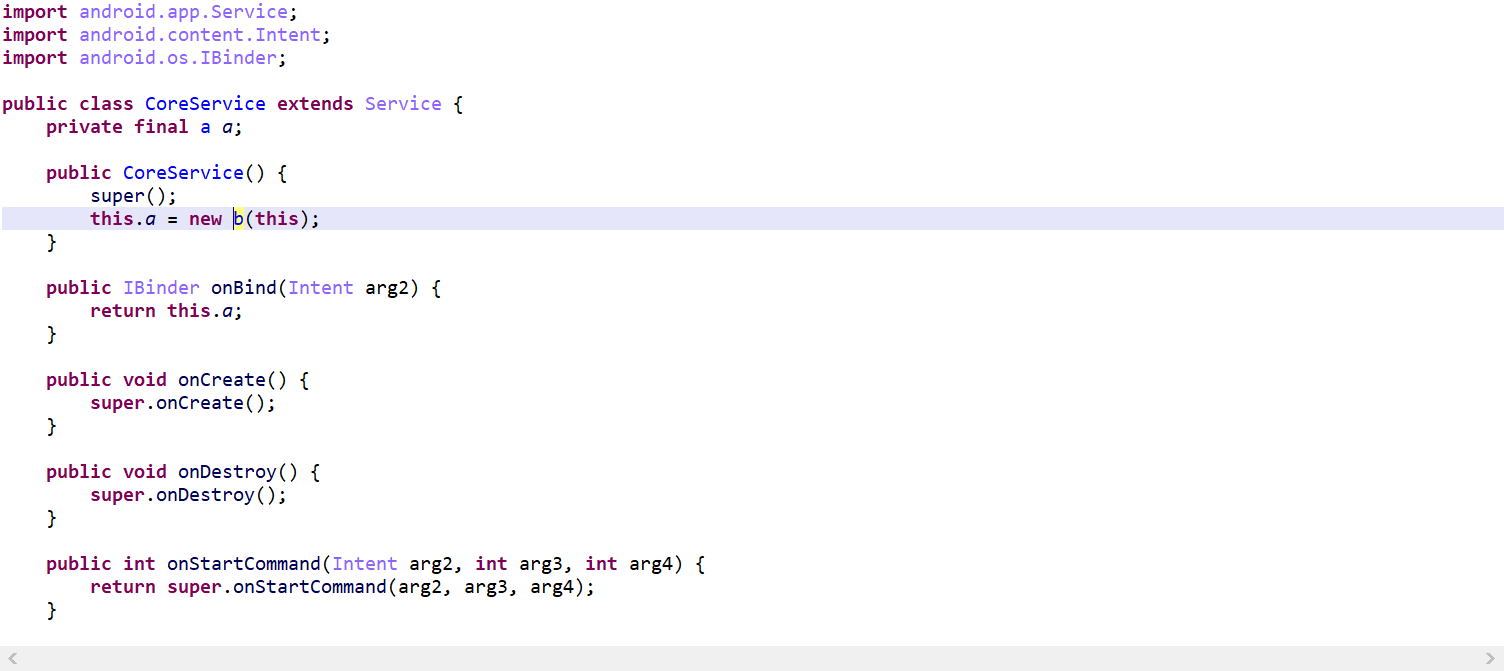 import android.app.Service;
import android.content.Intent;
import android.os.IBinder;
public class CoreService extends Service {
private final a a;
public CoreService() {
super();
this.a = new b(this);
}
public IBinder onBind(Intent arg2) {
return this.a;
}
public void onCreate() {
super.onCreate();
}
public void onDestroy() {
super.onDestroy();
}
public int onStartCommand(Intent arg2, int arg3, int arg4) {
return super.onStartCommand(arg2, arg3, arg4);
}